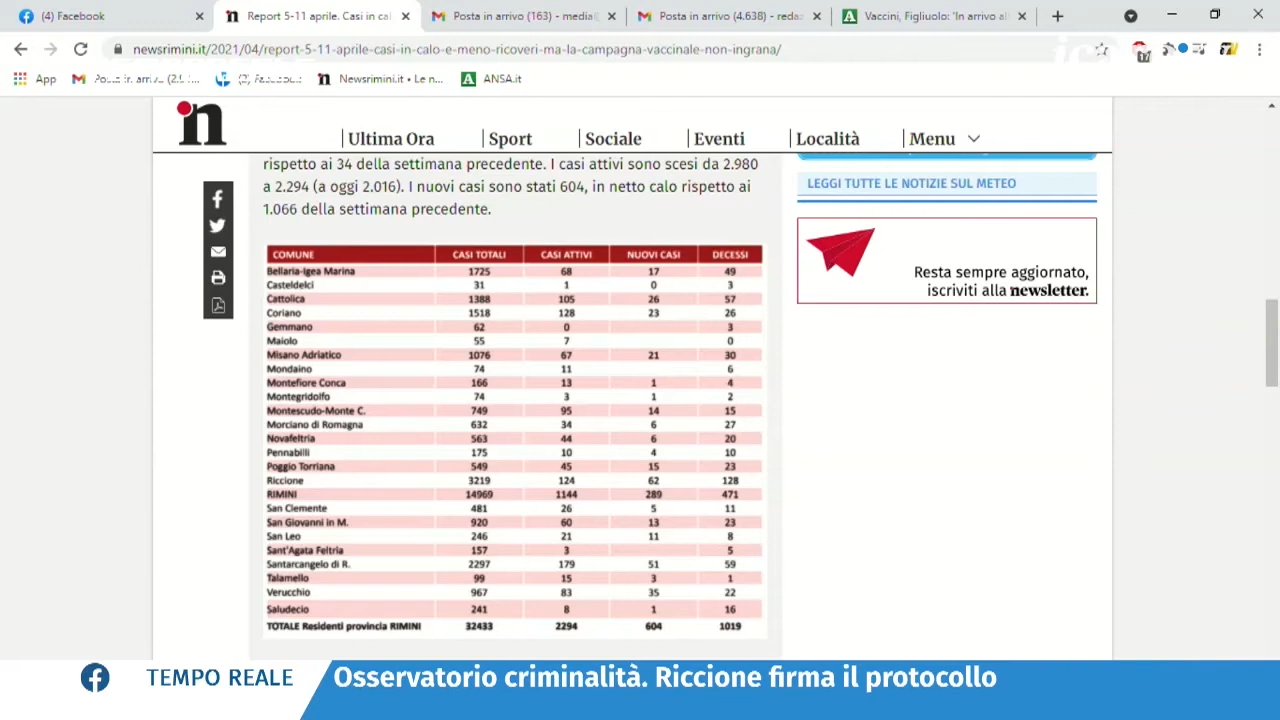 (4) Facebook
Report 5-11 aprile. Casi in cal
Posta in arrivo (163) - media@
Posta in arrivo (4.638) - reda
Vaccini, Figliuolo: 'In arrivo al
newsrimini.it/2021/04/report-5-11-aprile-casi-in-calo-e-meno-ricoveri-ma-la-campagna-vaccinale-non-ingrana/
App
Newsrimini.it • Le n...
ANSA.it
n
Ultima Ora
Sport
Sociale
Eventi
Località
Menu
rispetto ai 34 della settimana precedente. I casi attivi sono scesi da 2.980
a 2.294 (a oggi 2.016). I nuovi casi sono stati 604, in netto calo rispetto ai
1.066 della settimana precedente.
LEGGI TUTTE LE NOTIZIE SUL METEO
Resta sempre aggiornato,
iscriviti alla newsletter.
COMUNE CASI TOTALI CASI ATTIVI NUOVI CASI DECESSI
Bellaria-Igea Marina 1725 68 17 49
Casteldelci 31 1 0 3
Cattolica 1388 105 26 57
Coriano 1518 128 23 26
Gemmano 62 0 3
Maiolo 55 7 0
Misano Adriatico 1076 67 21 30
Mondaino 74 11 6
Montefiore Conca 166 13 1 4
Montegridolfo 74 3 1 2
Montescudo-Monte C. 749 95 14 15
Morciano di Romagna 632 34 6 27
Novafeltria 563 44 6 20
Pennabilli 175 10 4 10
Poggio Torriana 549 45 15 23
Riccione 3219 124 62 128
RIMINI 14969 1144 289 471
San Clemente 481 26 5 11
San Giovanni in M. 920 60 13 23
San Leo 246 21 11 8
Sant'Agata Feltria 157 3 5
Santarcangelo di R. 2297 179 51 59
Talamello 99 15 3 1
Verucchio 967 83 35 22
Saludecio 241 8 1 16
TOTALE Residenti provincia RIMINI 32433 2294 604 1019
TEMPO REALE
Osservatorio criminalità. Riccione firma il protocollo